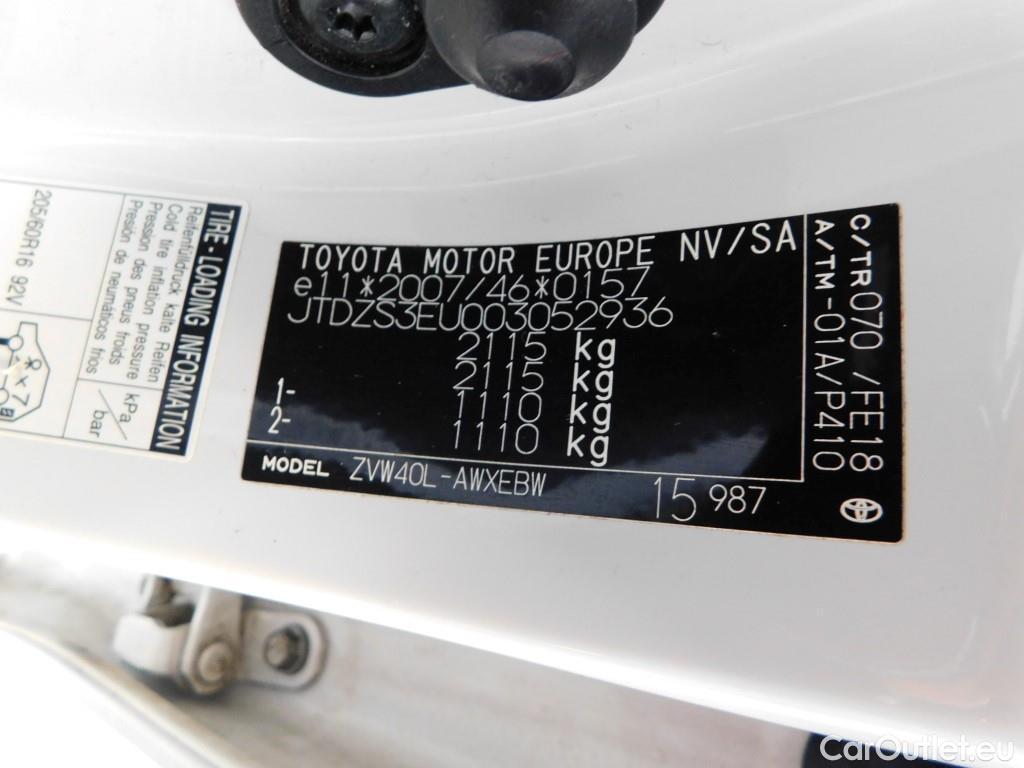 TIRE-LOADING INFORMATION
Reifenfülldruck kalte Reifen
Cold tire inflation pressure
Pression des pneus froids
Presión de neumáticos fríos
kPa/bar
205/60R16 92V
TOYOTA MOTOR EUROPE NV/SA
e11*2007/46*0157
JTDZS3EU003052936
2115 kg
2115 kg
1- 1110 kg
2- 1110 kg
MODEL ZVW40L-AWXEBW
15 987
C/TR070 /FE18
A/TM-01A/P410
CarOutlet.eu